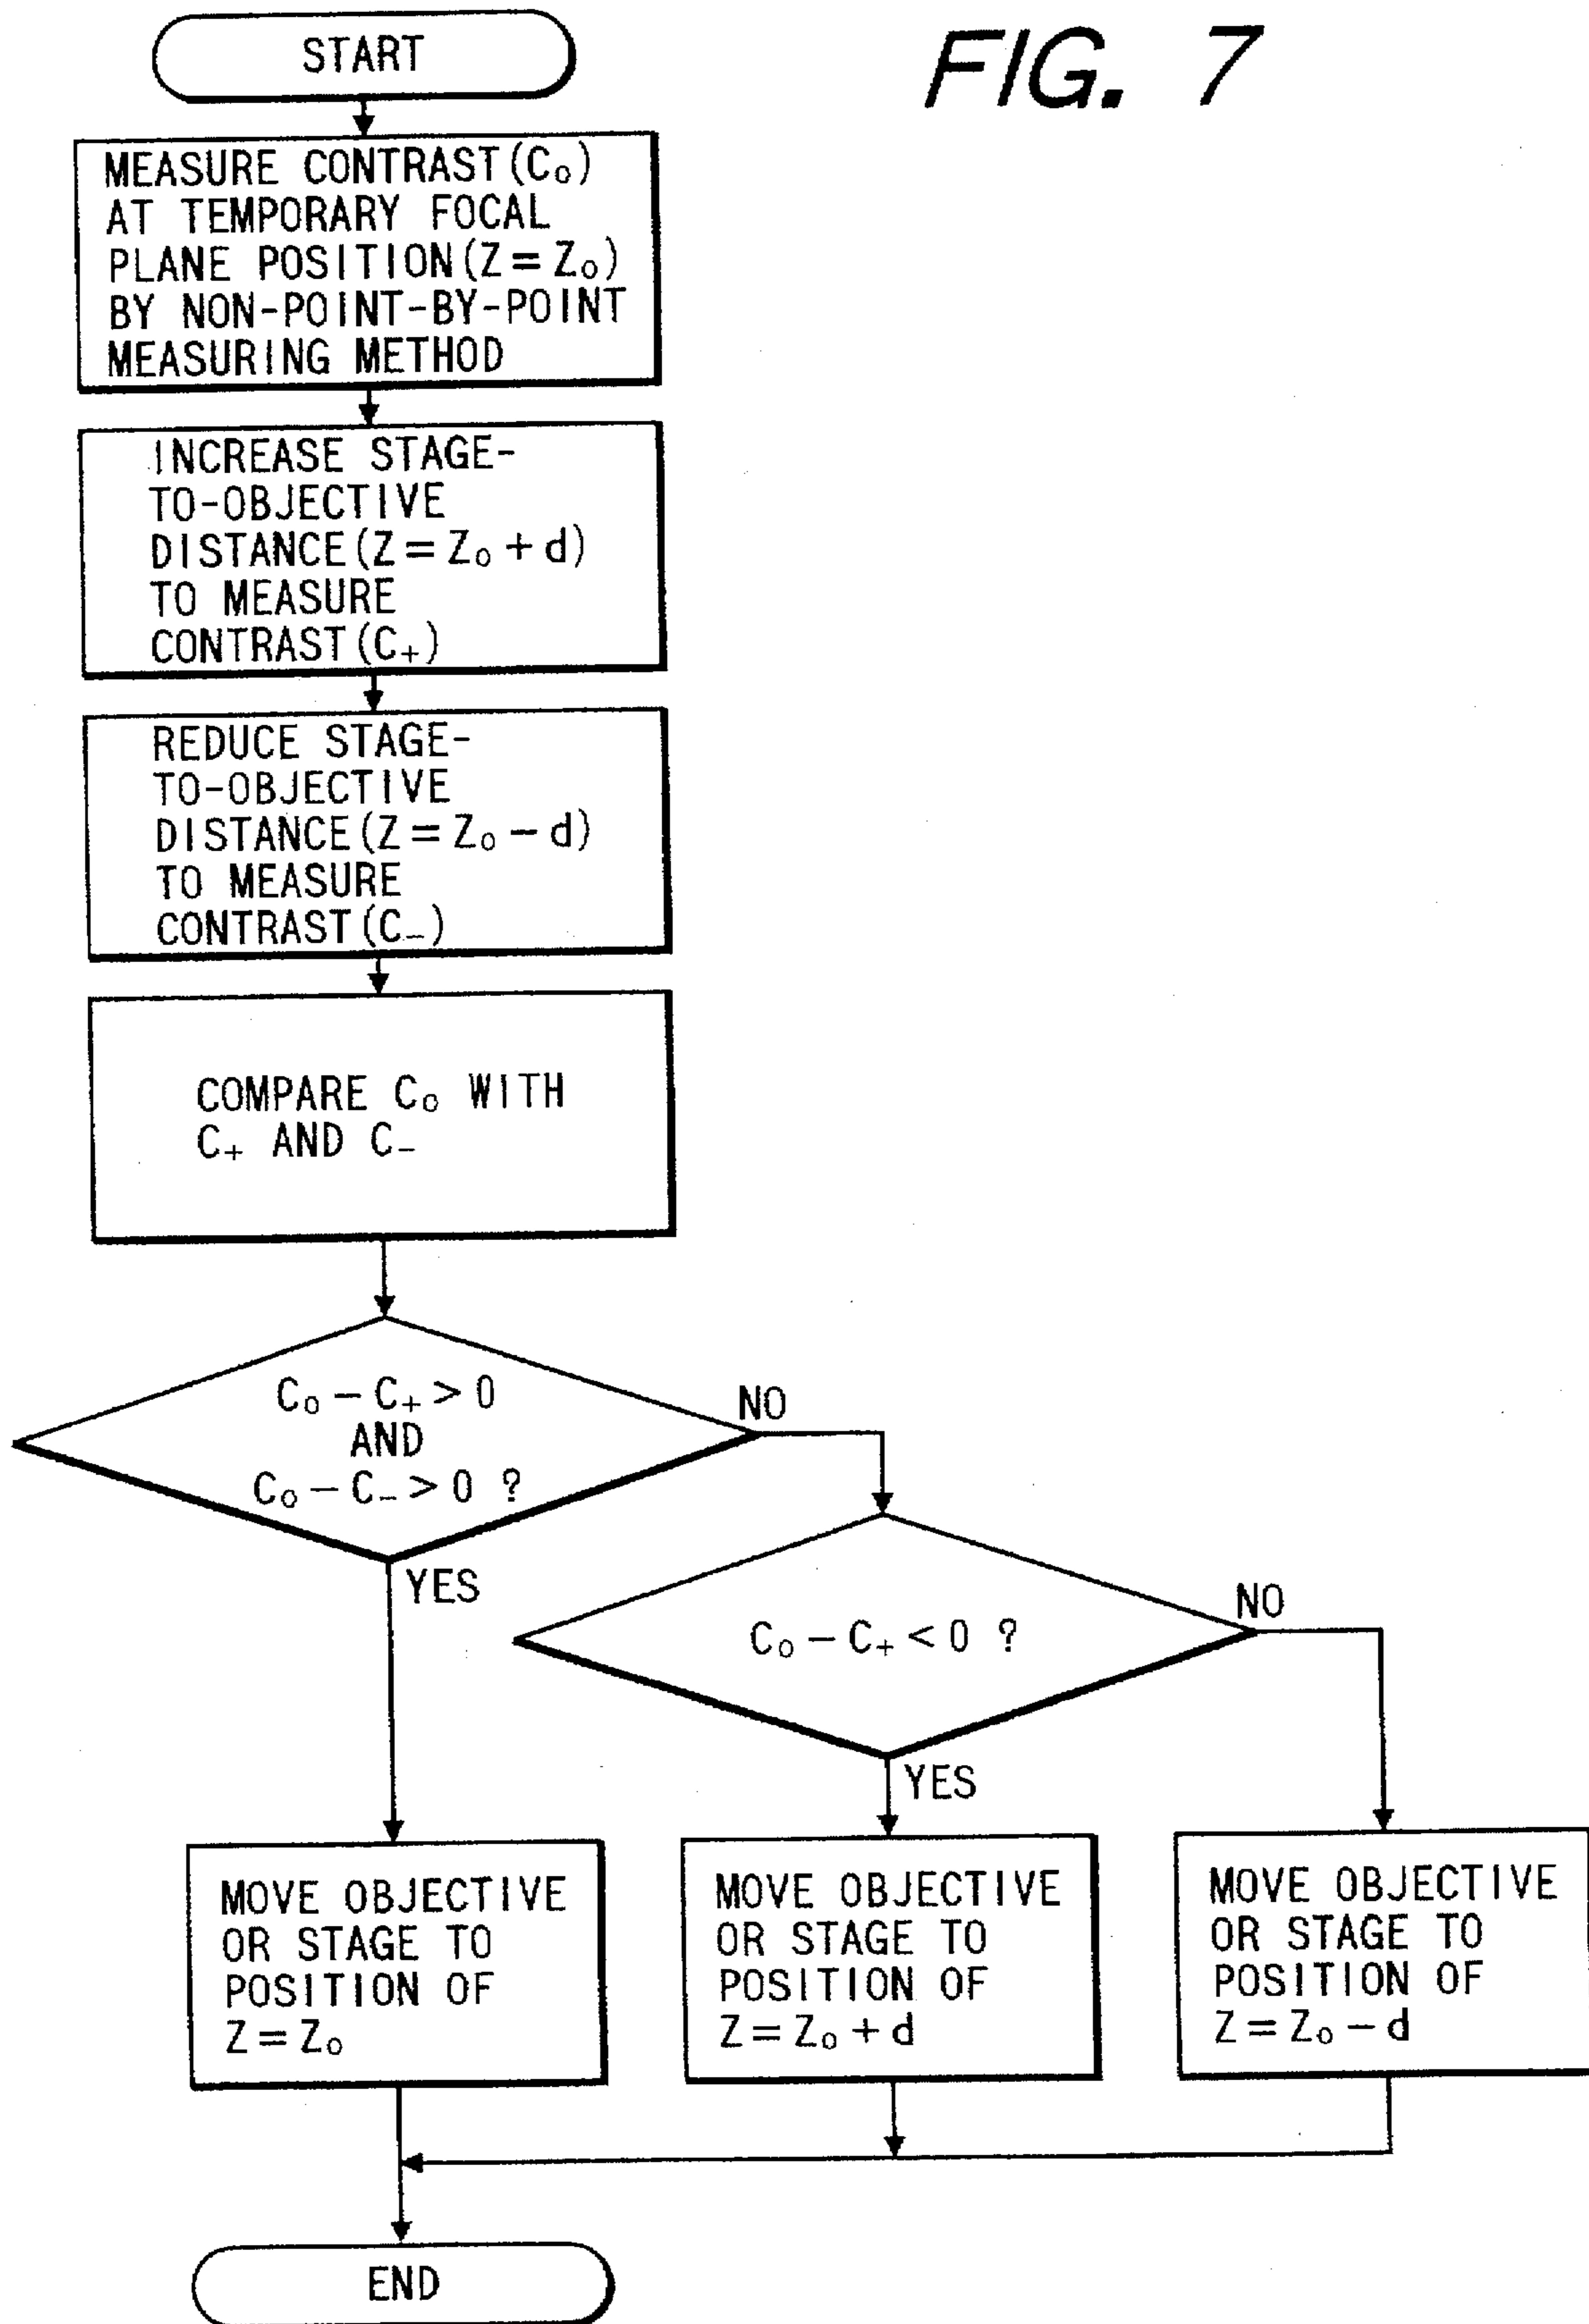 FIG. 7
START
MEASURE CONTRAST(C₀)
AT TEMPORARY FOCAL
PLANE POSITION(Z=Z₀)
BY NON-POINT-BY-POINT
MEASURING METHOD
INCREASE STAGE-
TO-OBJECTIVE
DISTANCE(Z=Z₀+d)
TO MEASURE
CONTRAST(C₊)
REDUCE STAGE-
TO-OBJECTIVE
DISTANCE(Z=Z₀-d)
TO MEASURE
CONTRAST(C₋)
COMPARE C₀ WITH
C₊ AND C₋
C₀-C₊>0
AND
C₀-C₋>0 ?
NO
YES
C₀-C₊<0 ?
NO
YES
MOVE OBJECTIVE
OR STAGE TO
POSITION OF
Z=Z₀
MOVE OBJECTIVE
OR STAGE TO
POSITION OF
Z=Z₀+d
MOVE OBJECTIVE
OR STAGE TO
POSITION OF
Z=Z₀-d
END